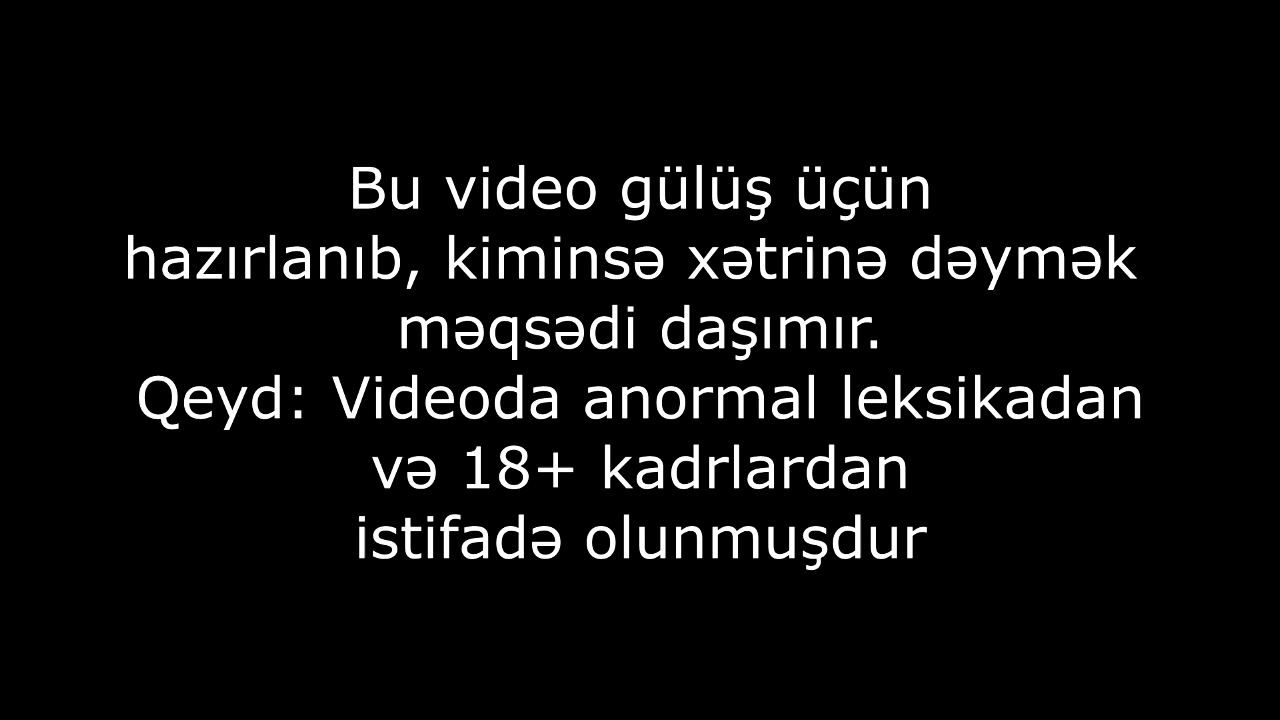 Bu video gülüş üçün
hazırlanıb, kiminsə xətrinə dəymək
məqsədi daşımır.
Qeyd: Videoda anormal leksikadan
və 18+ kadrlardan
istifadə olunmuşdur